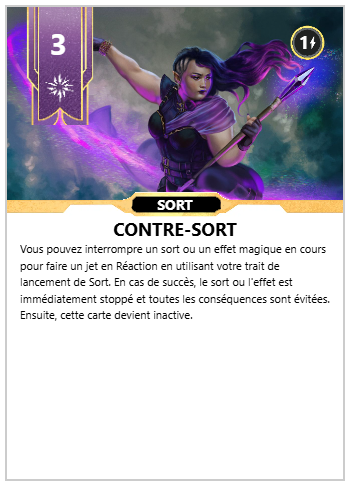 3
1
SORT
CONTRE-SORT
Vous pouvez interrompre un sort ou un effet magique en cours
pour faire un jet en Réaction en utilisant votre trait de
lancement de Sort. En cas de succès, le sort ou l'effet est
immédiatement stoppé et toutes les conséquences sont évitées.
Ensuite, cette carte devient inactive.